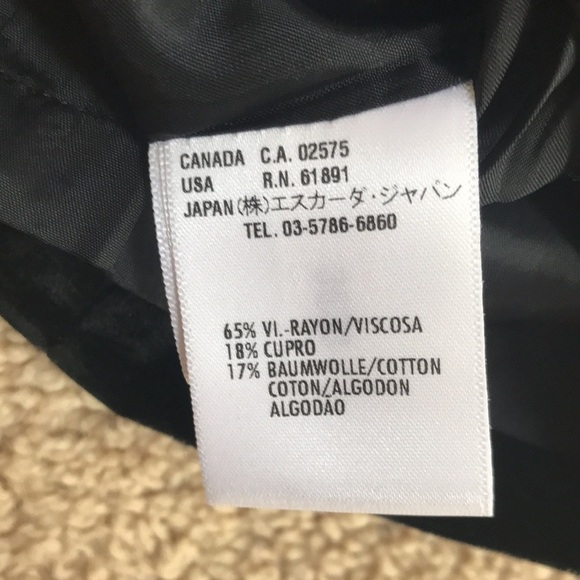 CANADA C.A. 02575
USA R.N. 61891
JAPAN (株)エスカーダ・ジャパン
TEL. 03-5786-6860
65% VI.-RAYON/VISCOSA
18% CUPRO
17% BAUMWOLLE/COTTON
COTON/ALGODON
ALGODÃO